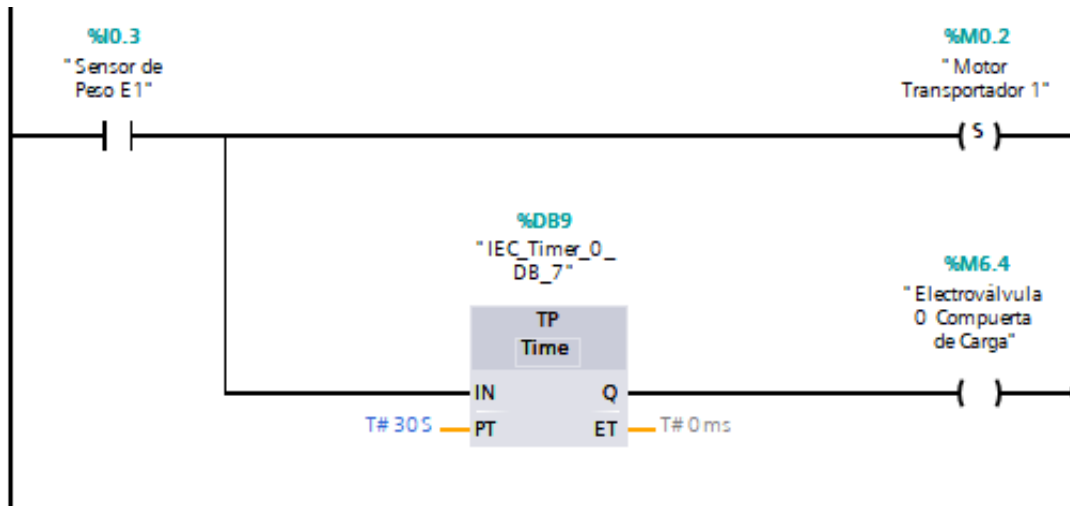 %I0.3
"Sensor de
Peso E1"
%M0.2
"Motor
Transportador 1"
S
%DB9
"IEC_Timer_0_
DB_7"
TP
Time
IN
Q
T#30S
PT
ET
T#0ms
%M6.4
"Electroválvula
0 Compuerta
de Carga"